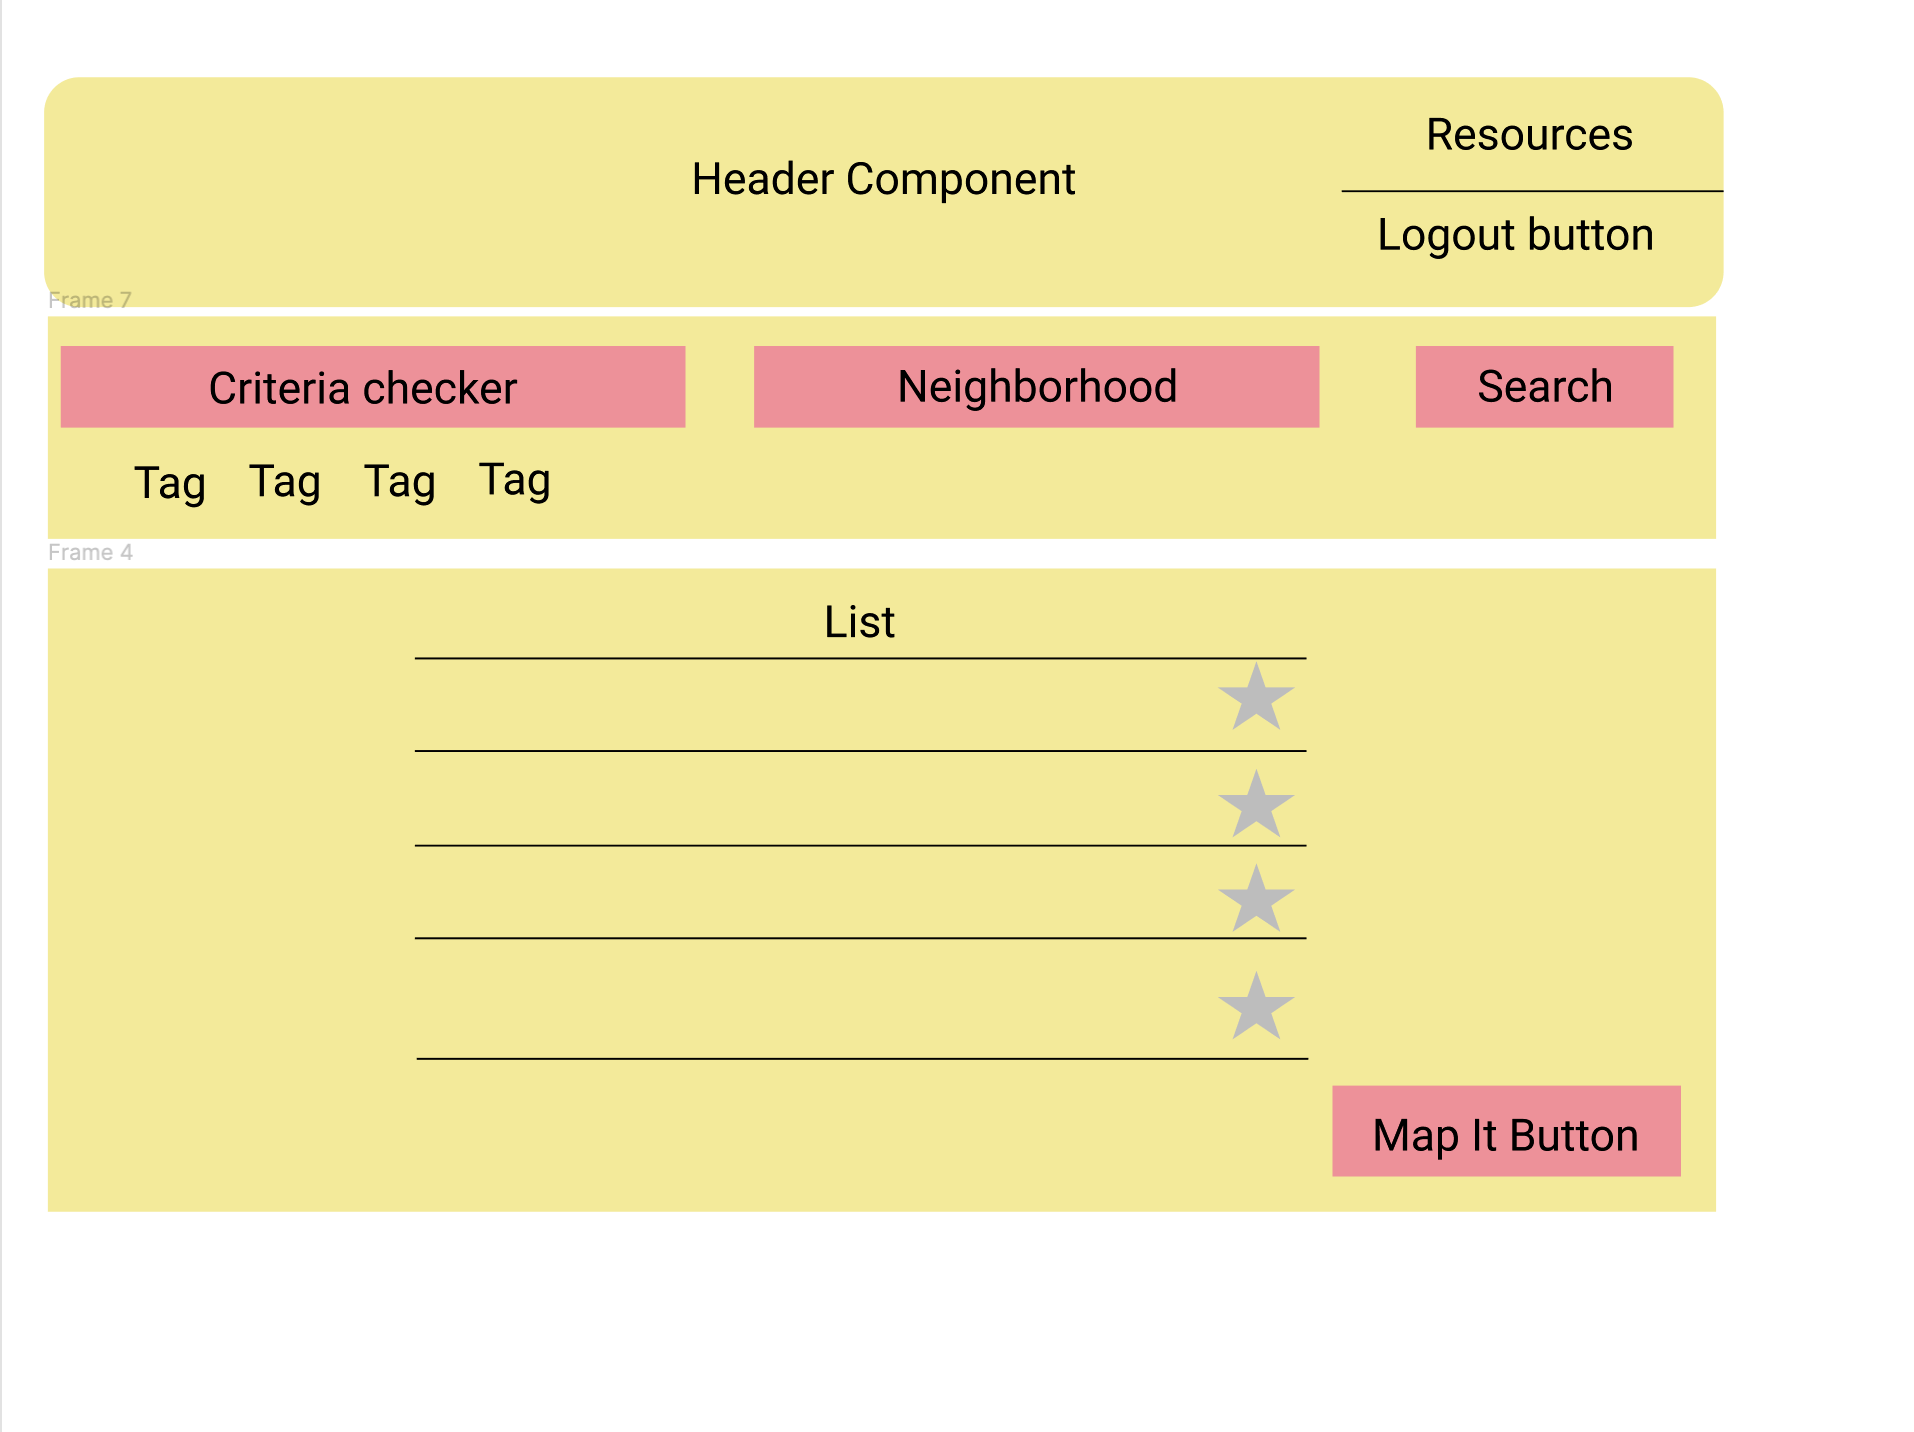 Resources
Header Component
Logout button
Frame 7
Criteria checker
Neighborhood
Search
Tag Tag Tag Tag
Frame 4
List
Map It Button